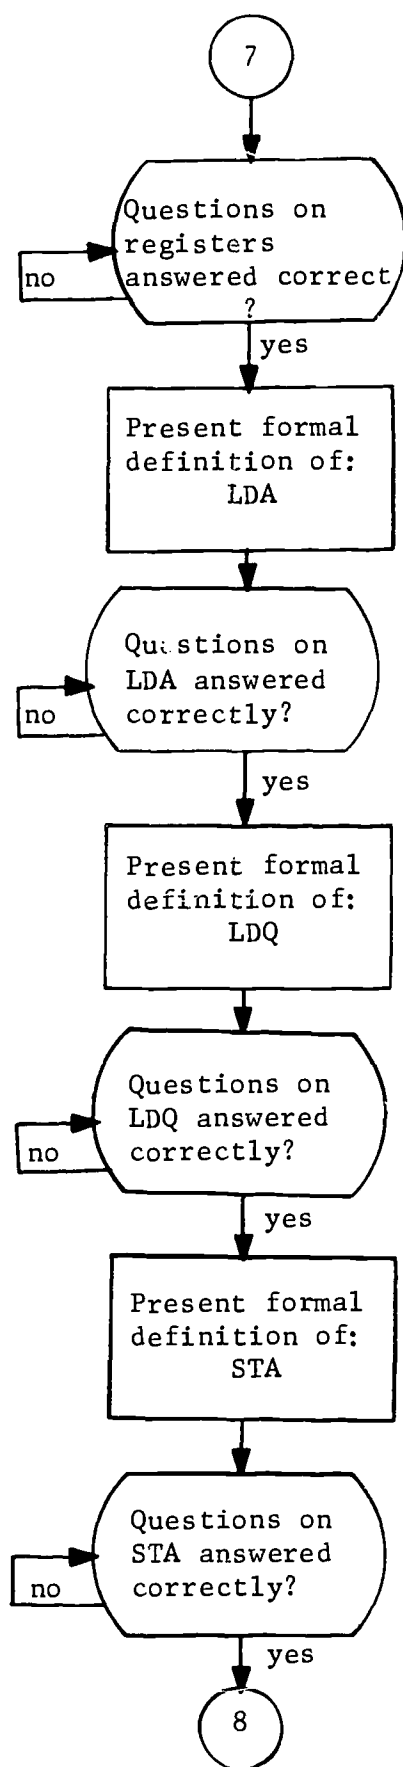 7
Questions on
registers
answered correct
?
no
yes
Present formal
definition of:
LDA
Questions on
LDA answered
correctly?
no
yes
Present formal
definition of:
LDQ
Questions on
LDQ answered
correctly?
no
yes
Present formal
definition of:
STA
Questions on
STA answered
correctly?
no
yes
8